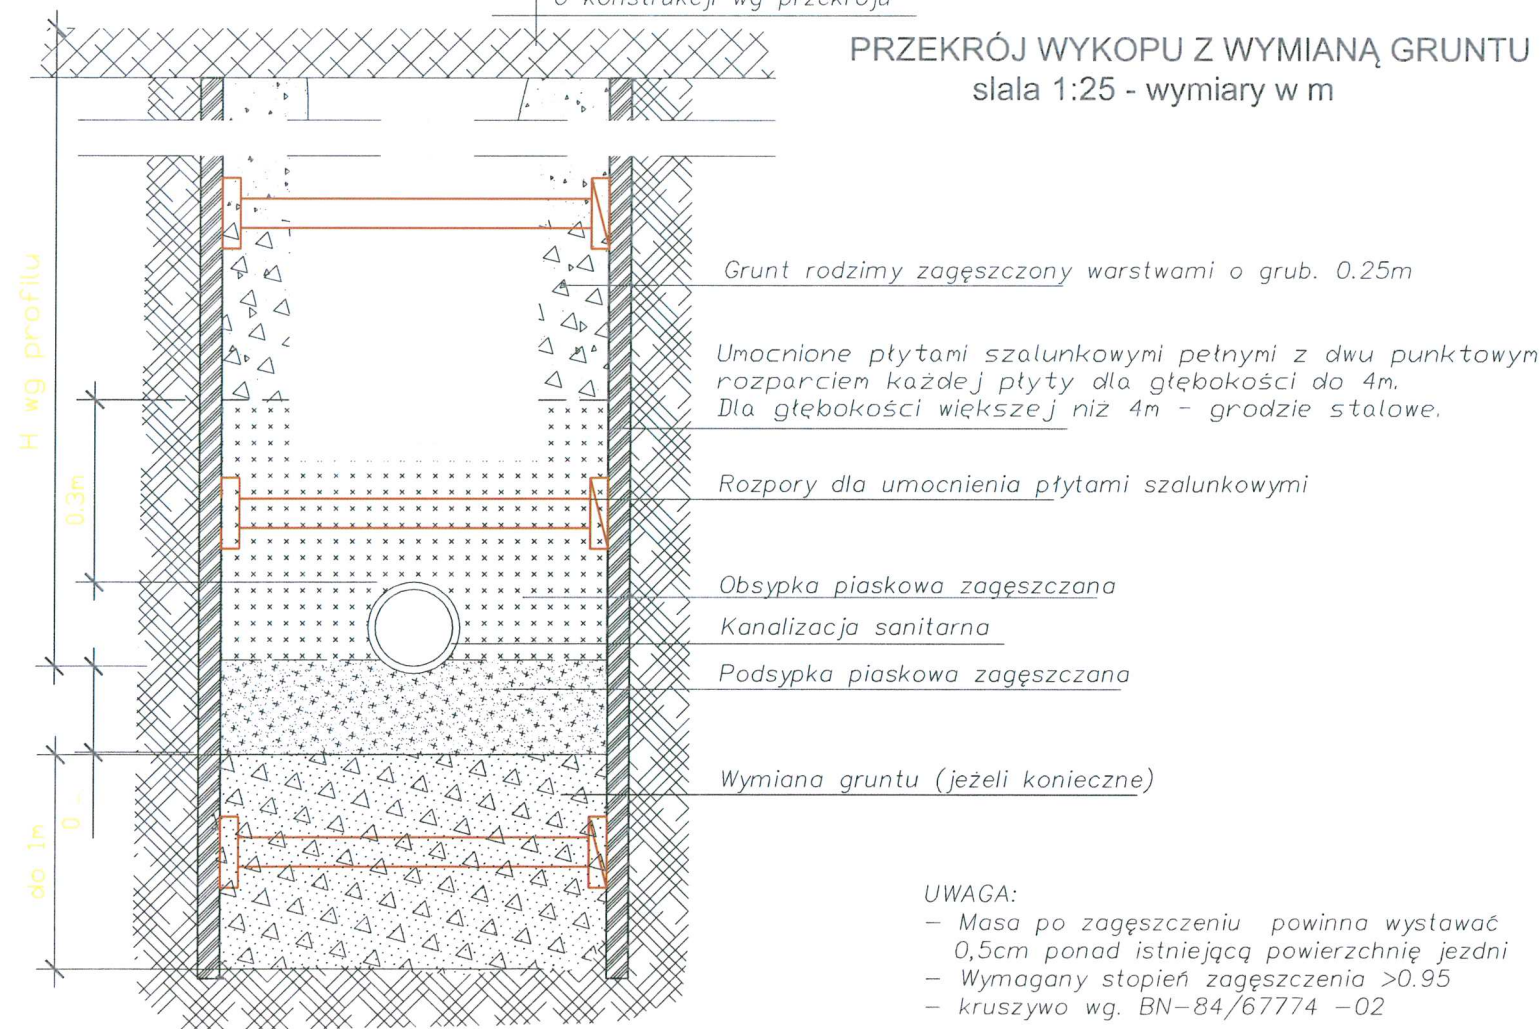 o konstrukcji wg przekroju
PRZEKRÓJ WYKOPU Z WYMIANĄ GRUNTU
slala 1:25 - wymiary w m
H wg profilu
Grunt rodzimy zagęszczony warstwami o grub. 0.25m
Umocnione płytami szalunkowymi pełnymi z dwu punktowym
rozparciem każdej płyty dla głębokości do 4m.
Dla głębokości większej niż 4m - grodzie stalowe.
0.3m
Rozpory dla umocnienia płytami szalunkowymi
Obsypka piaskowa zagęszczana
Kanalizacja sanitarna
Podsypka piaskowa zagęszczana
Wymiana gruntu (jeżeli konieczne)
do 1m
UWAGA:
- Masa po zagęszczeniu powinna wystawać
0,5cm ponad istniejącą powierzchnię jezdni
- Wymagany stopień zagęszczenia >0.95
- kruszywo wg. BN-84/67774 -02